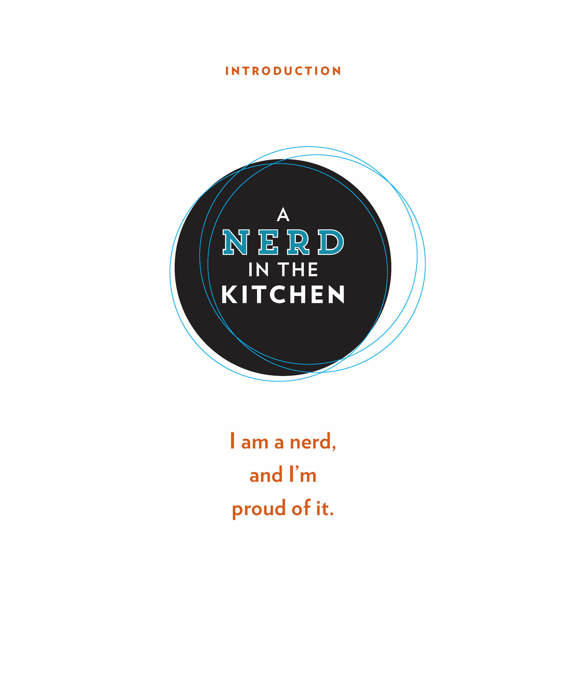 INTRODUCTION
A
NERD
IN THE
KITCHEN
I am a nerd,
and I’m
proud of it.